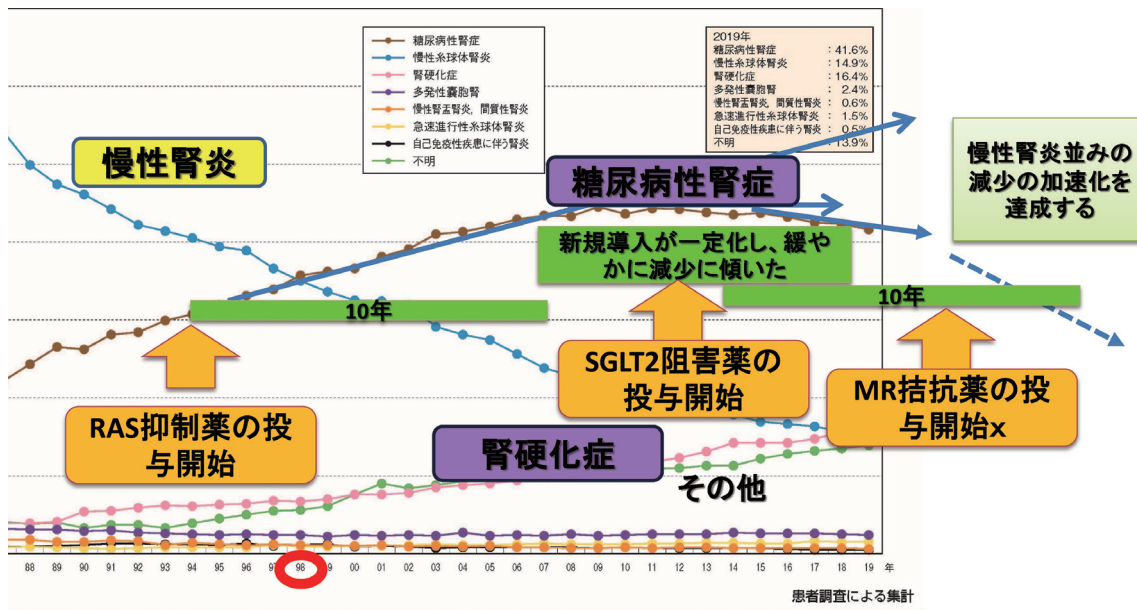 糖尿病性腎症
慢性糸球体腎炎
腎硬化症
多発性嚢胞腎
慢性腎盂腎炎，間質性腎炎
急速進行性糸球体腎炎
自己免疫性疾患に伴う腎炎
不明
2019年
糖尿病性腎症 : 41.6%
慢性糸球体腎炎 : 14.9%
腎硬化症 : 16.4%
多発性嚢胞腎 : 2.4%
慢性腎盂腎炎，間質性腎炎 : 0.6%
急速進行性糸球体腎炎 : 1.5%
自己免疫性疾患に伴う腎炎 : 0.5%
不明 : 13.9%
慢性腎炎
糖尿病性腎症
慢性腎炎並みの
減少の加速化を
達成する
新規導入が一定化し、緩や
かに減少に傾いた
10年
10年
RAS抑制薬の投
与開始
SGLT2阻害薬の
投与開始
MR拮抗薬の投
与開始x
腎硬化症
その他
88 89 90 91 92 93 94 95 96 97 98 99 00 01 02 03 04 05 06 07 08 09 10 11 12 13 14 15 16 17 18 19 年
患者調査による集計